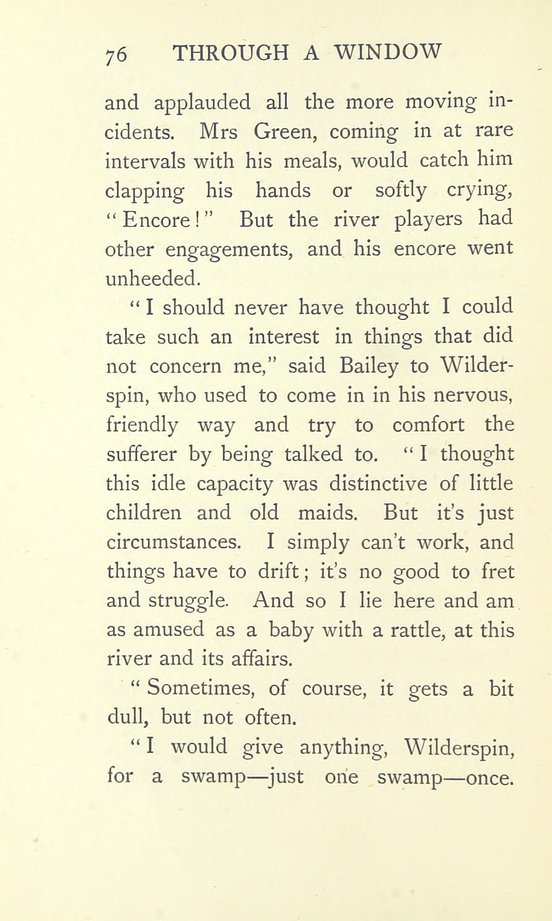 76 THROUGH A WINDOW
and applauded all the more moving in-
cidents. Mrs Green, coming in at rare
intervals with his meals, would catch him
clapping his hands or softly crying,
“Encore!” But the river players had
other engagements, and his encore went
unheeded.
“I should never have thought I could
take such an interest in things that did
not concern me,” said Bailey to Wilder-
spin, who used to come in in his nervous,
friendly way and try to comfort the
sufferer by being talked to. “I thought
this idle capacity was distinctive of little
children and old maids. But it’s just
circumstances. I simply can’t work, and
things have to drift; it’s no good to fret
and struggle. And so I lie here and am
as amused as a baby with a rattle, at this
river and its affairs.
“Sometimes, of course, it gets a bit
dull, but not often.
“I would give anything, Wilderspin,
for a swamp—just one swamp—once.